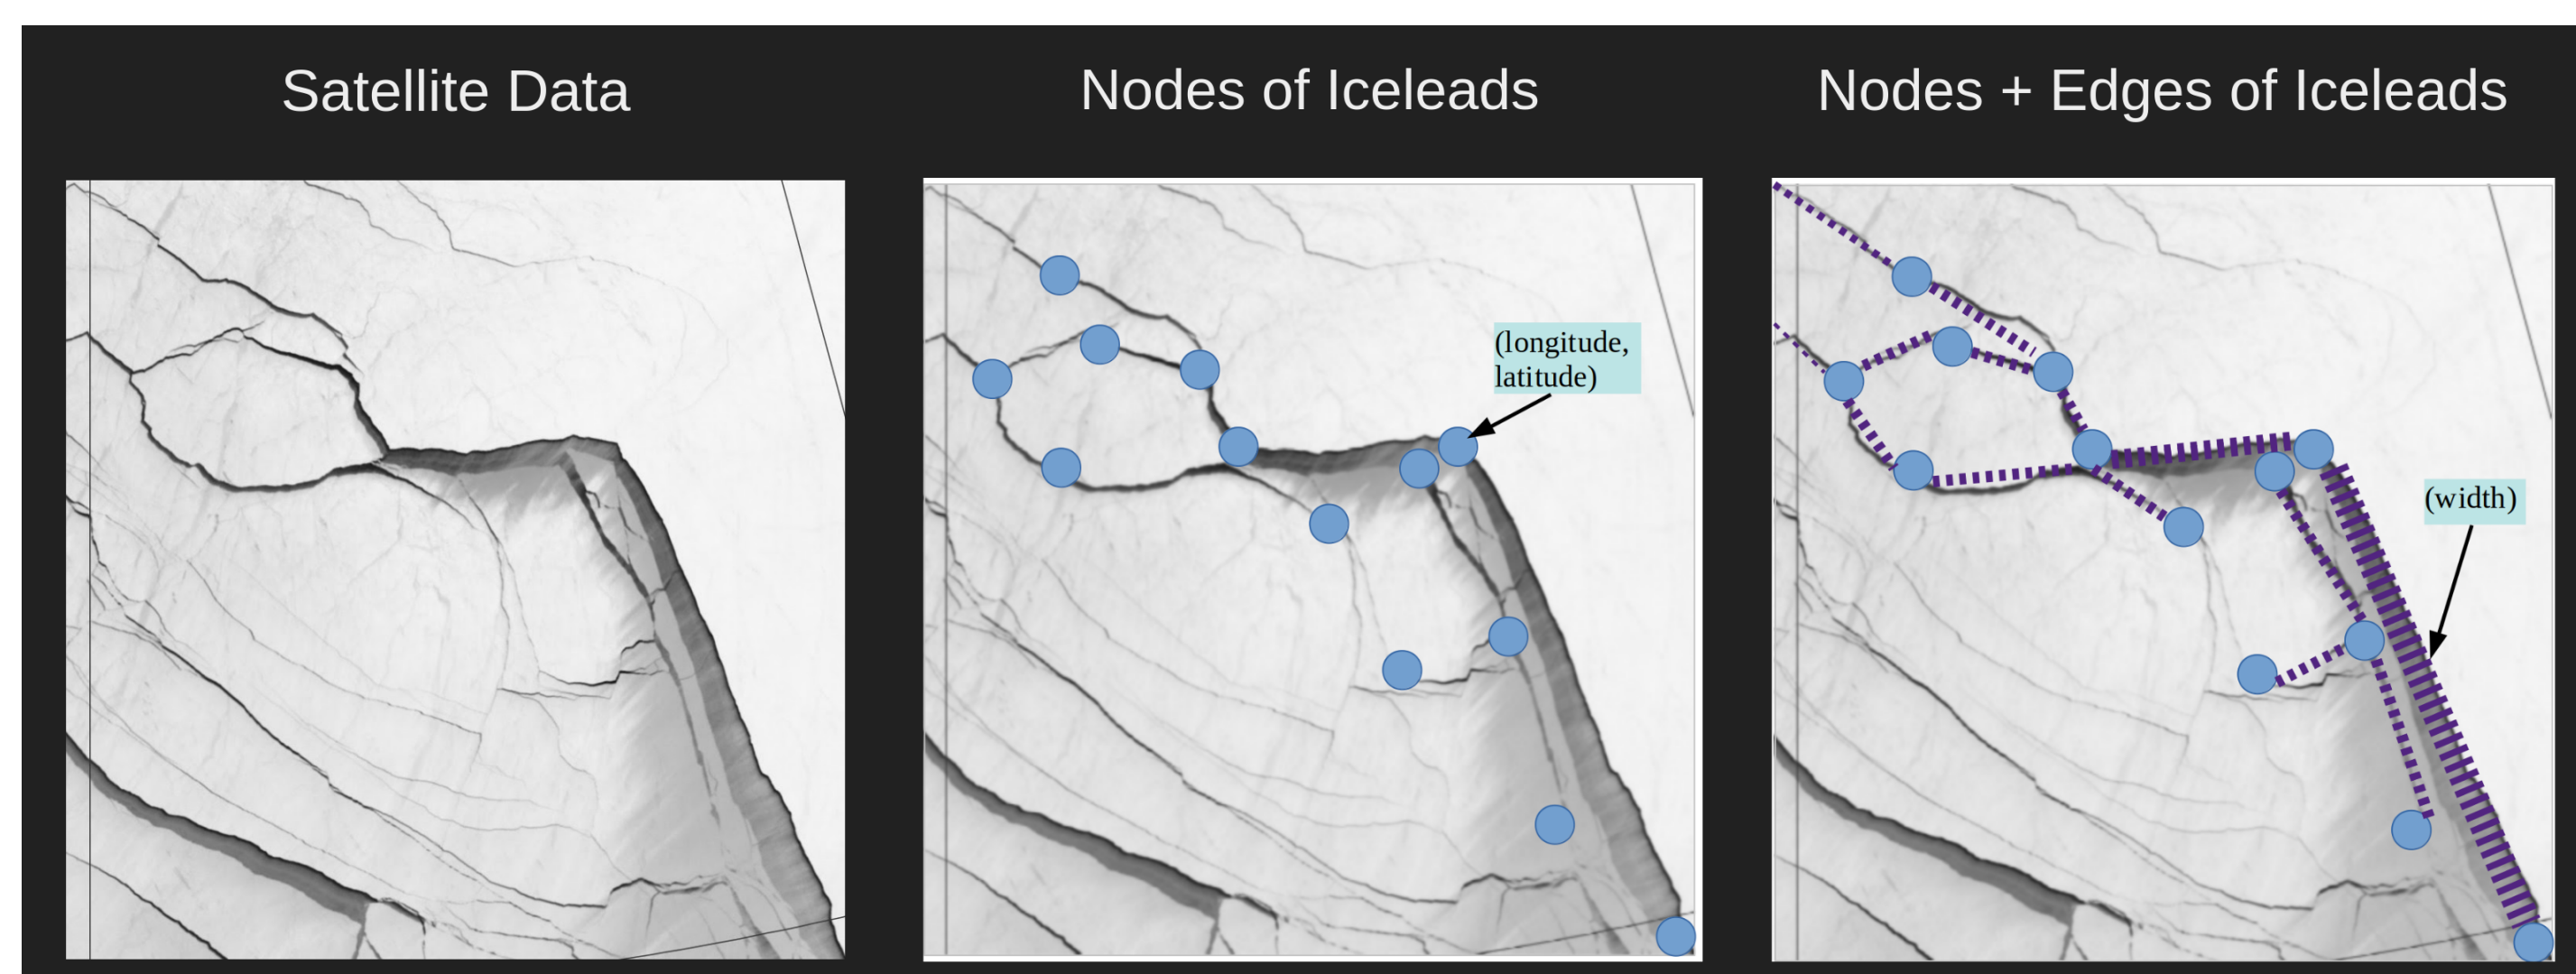 Satellite Data
Nodes of Iceleads
Nodes + Edges of Iceleads
(longitude,
latitude)
(width)